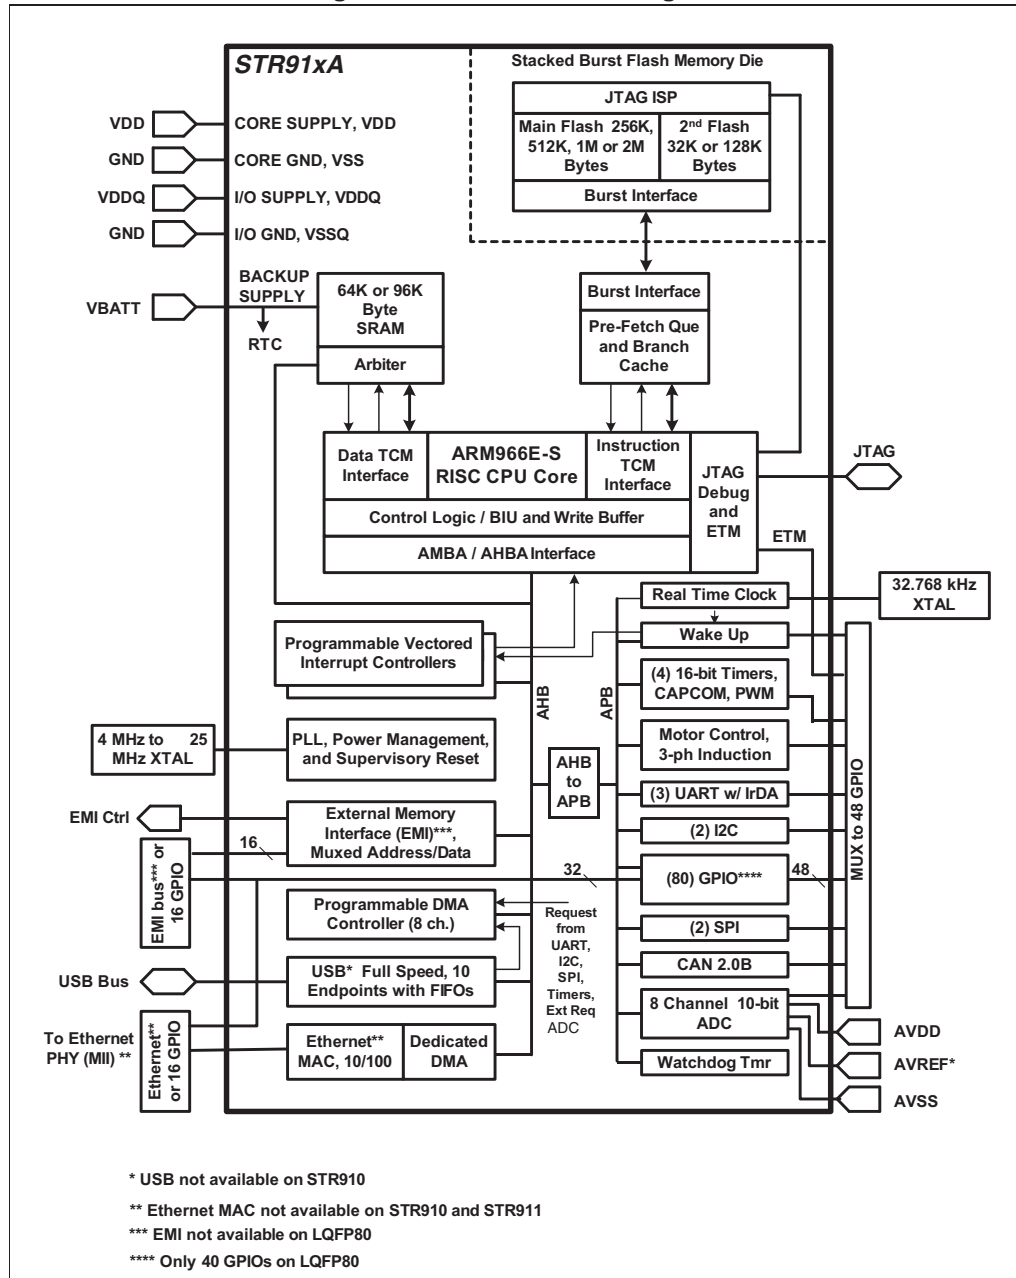 STR91xA
Stacked Burst Flash Memory Die
JTAG ISP
Main Flash 256K,
512K, 1M or 2M
Bytes
2nd Flash
32K or 128K
Bytes
Burst Interface
VDD
CORE SUPPLY, VDD
GND
CORE GND, VSS
VDDQ
I/O SUPPLY, VDDQ
GND
I/O GND, VSSQ
BACKUP
SUPPLY
VBATT
RTC
64K or 96K
Byte
SRAM
Arbiter
Burst Interface
Pre-Fetch Que
and Branch
Cache
Data TCM
Interface
ARM966E-S
RISC CPU Core
Instruction
TCM
Interface
JTAG
Debug
and
ETM
JTAG
Control Logic / BIU and Write Buffer
AMBA / AHBA Interface
ETM
Real Time Clock
32.768 kHz
XTAL
Programmable Vectored
Interrupt Controllers
Wake Up
AHB
APB
(4) 16-bit Timers,
CAPCOM, PWM
4 MHz to 25
MHz XTAL
PLL, Power Management,
and Supervisory Reset
Motor Control,
3-ph Induction
AHB
to
APB
(3) UART w/ IrDA
MUX to 48 GPIO
EMI Ctrl
External Memory
Interface (EMI)***,
Muxed Address/Data
16
(2) I2C
EMI bus*** or
16 GPIO
32
(80) GPIO****
48
Programmable DMA
Controller (8 ch.)
Request
from
UART,
I2C,
SPI,
Timers,
Ext Req
ADC
(2) SPI
USB Bus
USB* Full Speed, 10
Endpoints with FIFOs
CAN 2.0B
8 Channel 10-bit
ADC
To Ethernet
PHY (MII) **
Ethernet**
or 16 GPIO
Ethernet**
MAC, 10/100
Dedicated
DMA
Watchdog Tmr
AVDD
AVREF*
AVSS
* USB not available on STR910
** Ethernet MAC not available on STR910 and STR911
*** EMI not available on LQFP80
**** Only 40 GPIOs on LQFP80